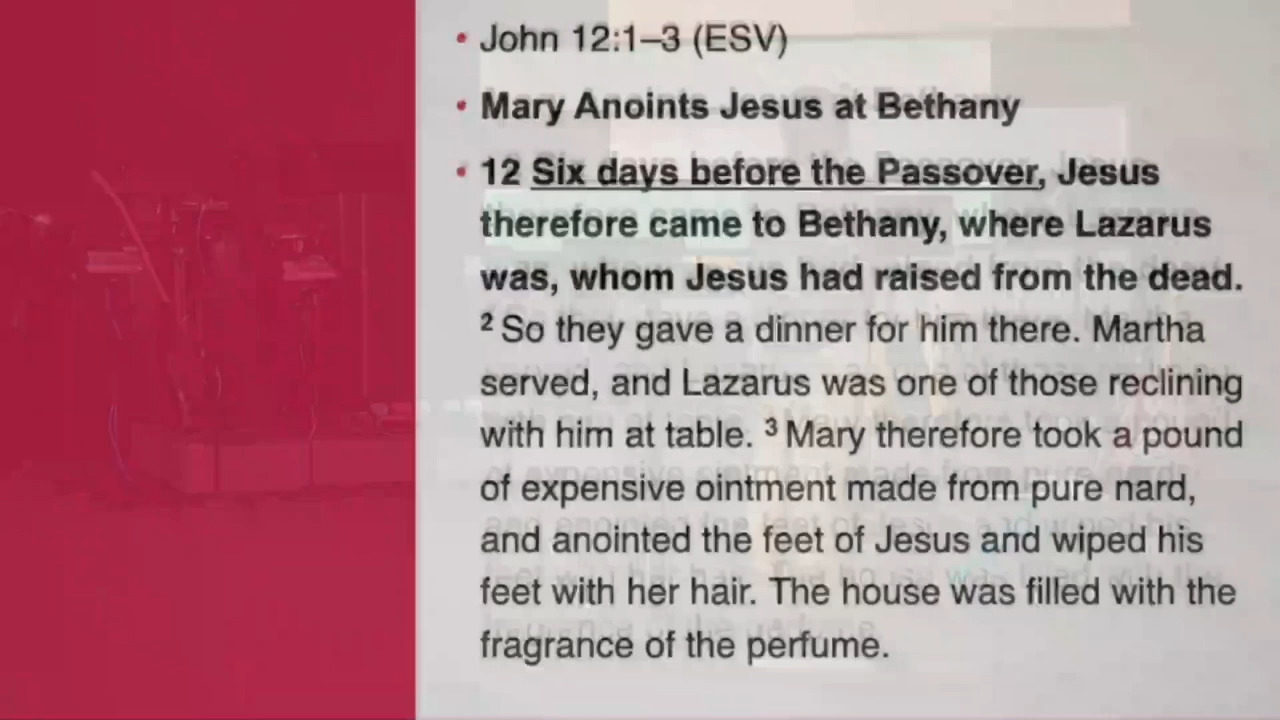 • John 12:1–3 (ESV)
• Mary Anoints Jesus at Bethany
• 12 Six days before the Passover, Jesus
therefore came to Bethany, where Lazarus
was, whom Jesus had raised from the dead.
² So they gave a dinner for him there. Martha
served, and Lazarus was one of those reclining
with him at table. ³ Mary therefore took a pound
of expensive ointment made from pure nard,
and anointed the feet of Jesus and wiped his
feet with her hair. The house was filled with the
fragrance of the perfume.